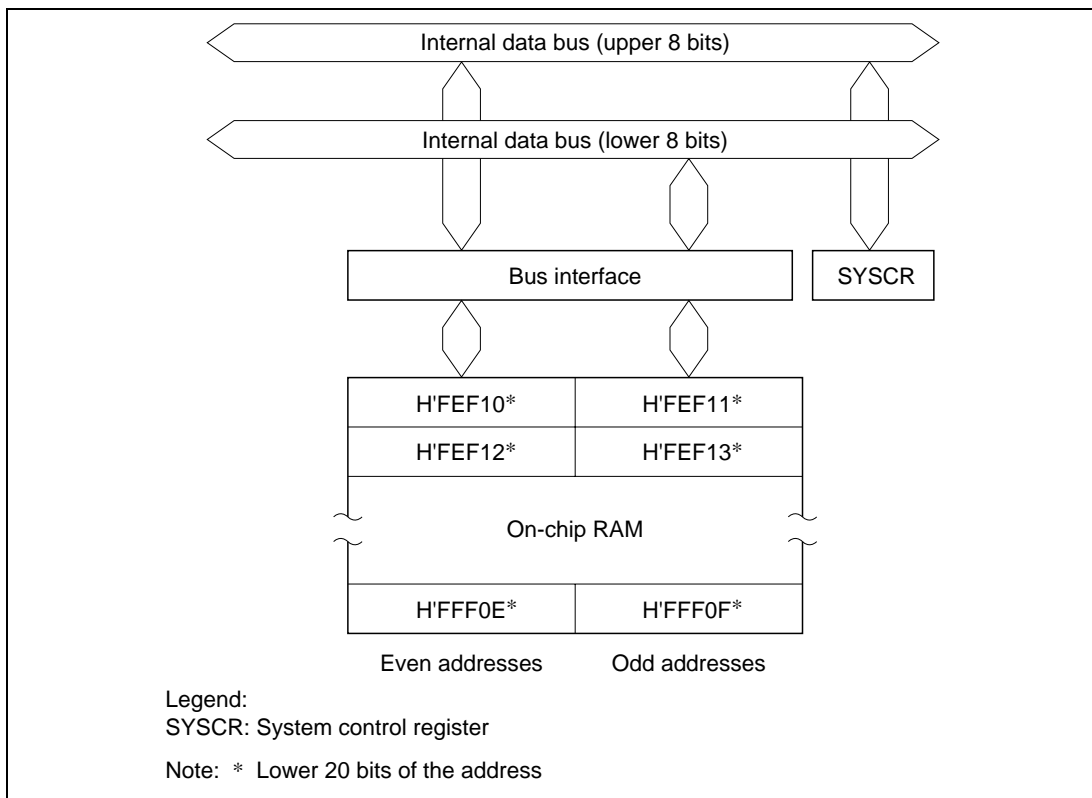 Internal data bus (upper 8 bits)
Internal data bus (lower 8 bits)
Bus interface
SYSCR
H'FEF10*
H'FEF11*
H'FEF12*
H'FEF13*
On-chip RAM
H'FFF0E*
H'FFF0F*
Even addresses
Odd addresses
Legend:
SYSCR: System control register
Note: * Lower 20 bits of the address